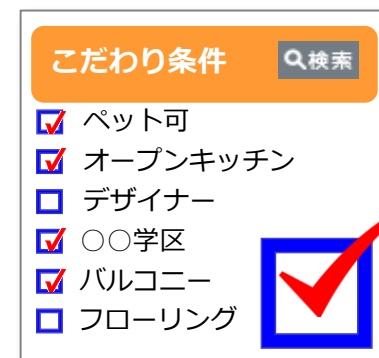 こだわり条件 検索
ペット可
オープンキッチン
デザイナー
○○学区
バルコニー
フローリング